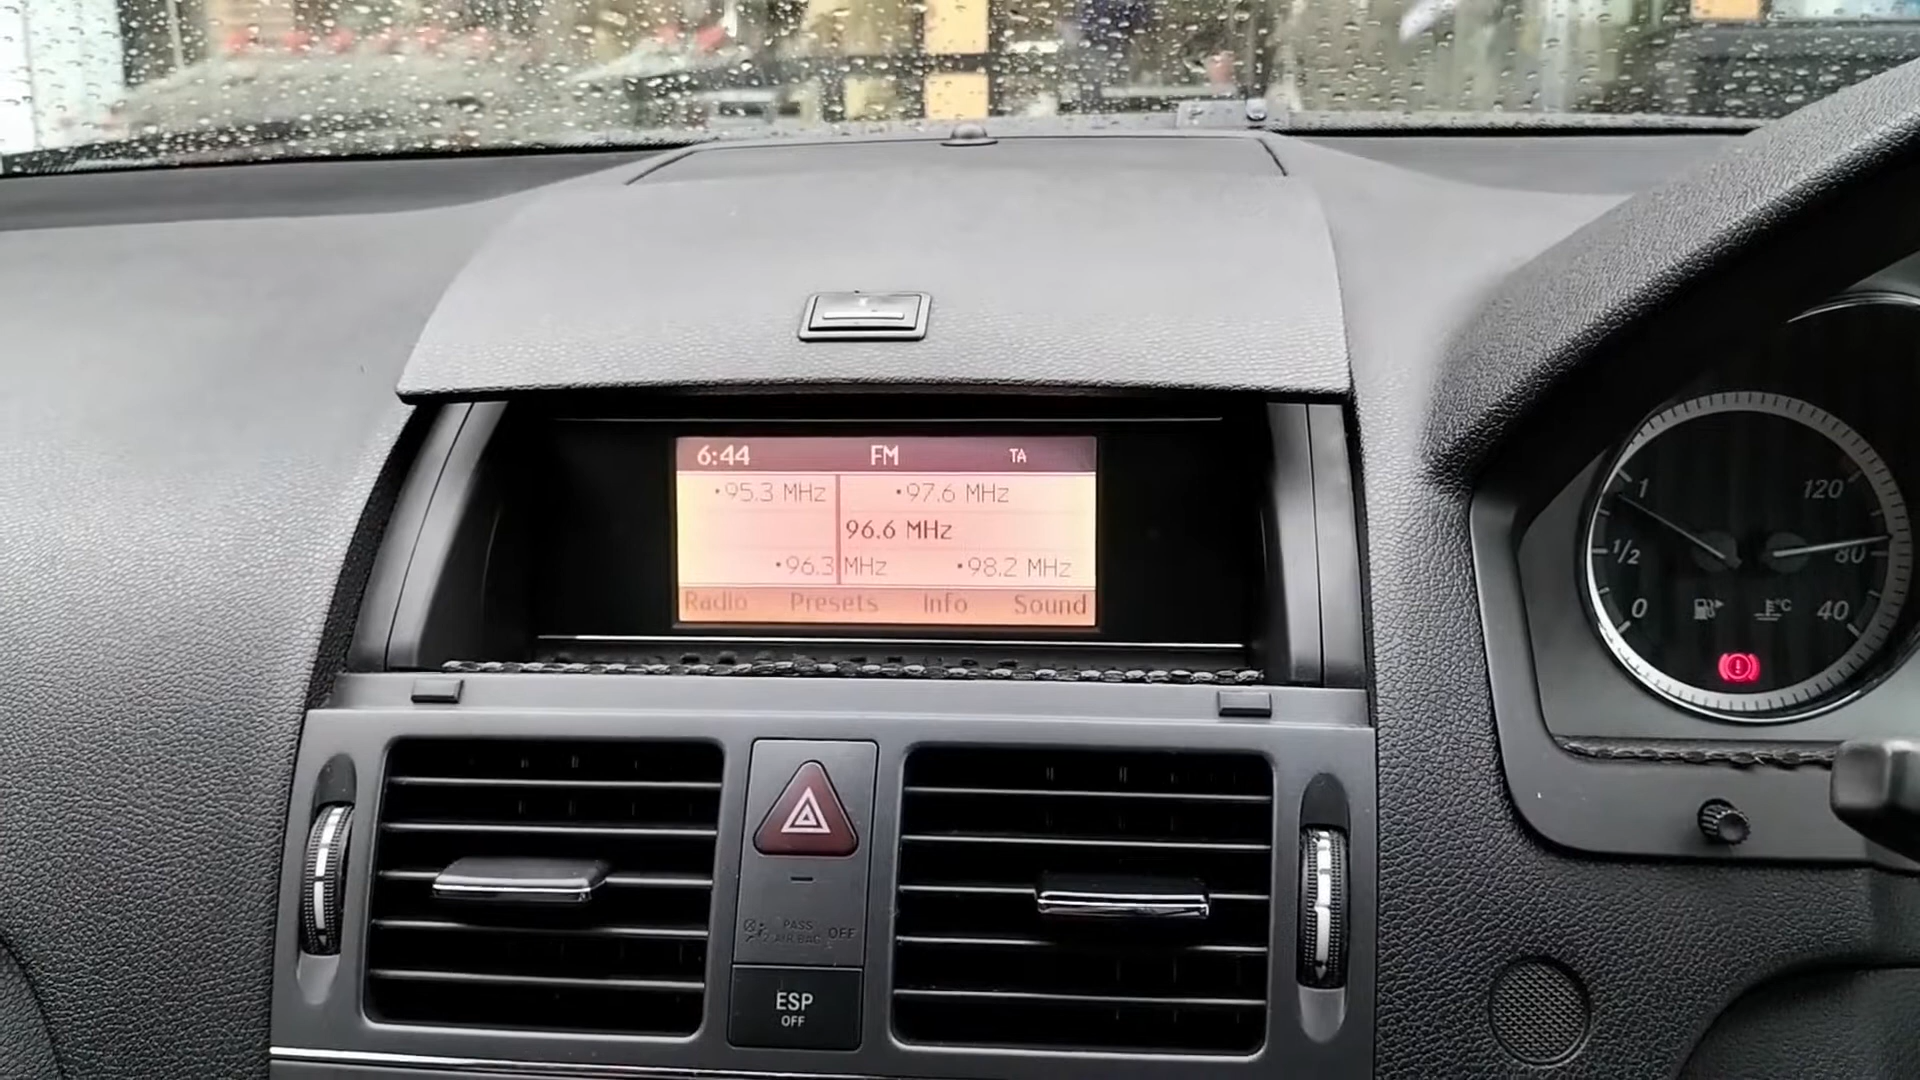 6:44 FM TA
•95.3 MHz •97.6 MHz
96.6 MHz
•96.3 MHz •98.2 MHz
Radio Presets Info Sound
1 120
1/2 80
0 °C 40
PASS
AIR BAG OFF
ESP
OFF